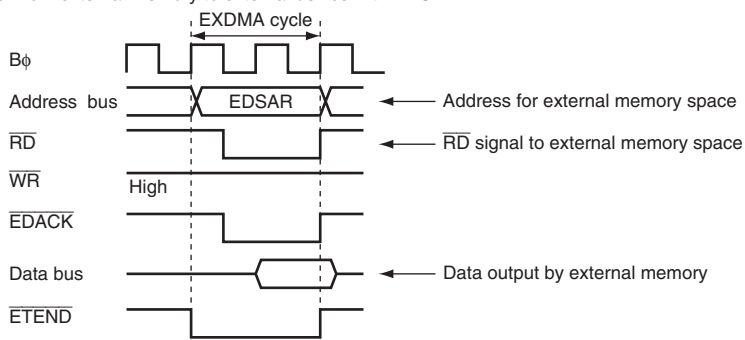 EXDMA cycle
Bϕ
Address bus EDSAR Address for external memory space
RD RD signal to external memory space
WR High
EDACK
Data bus Data output by external memory
ETEND